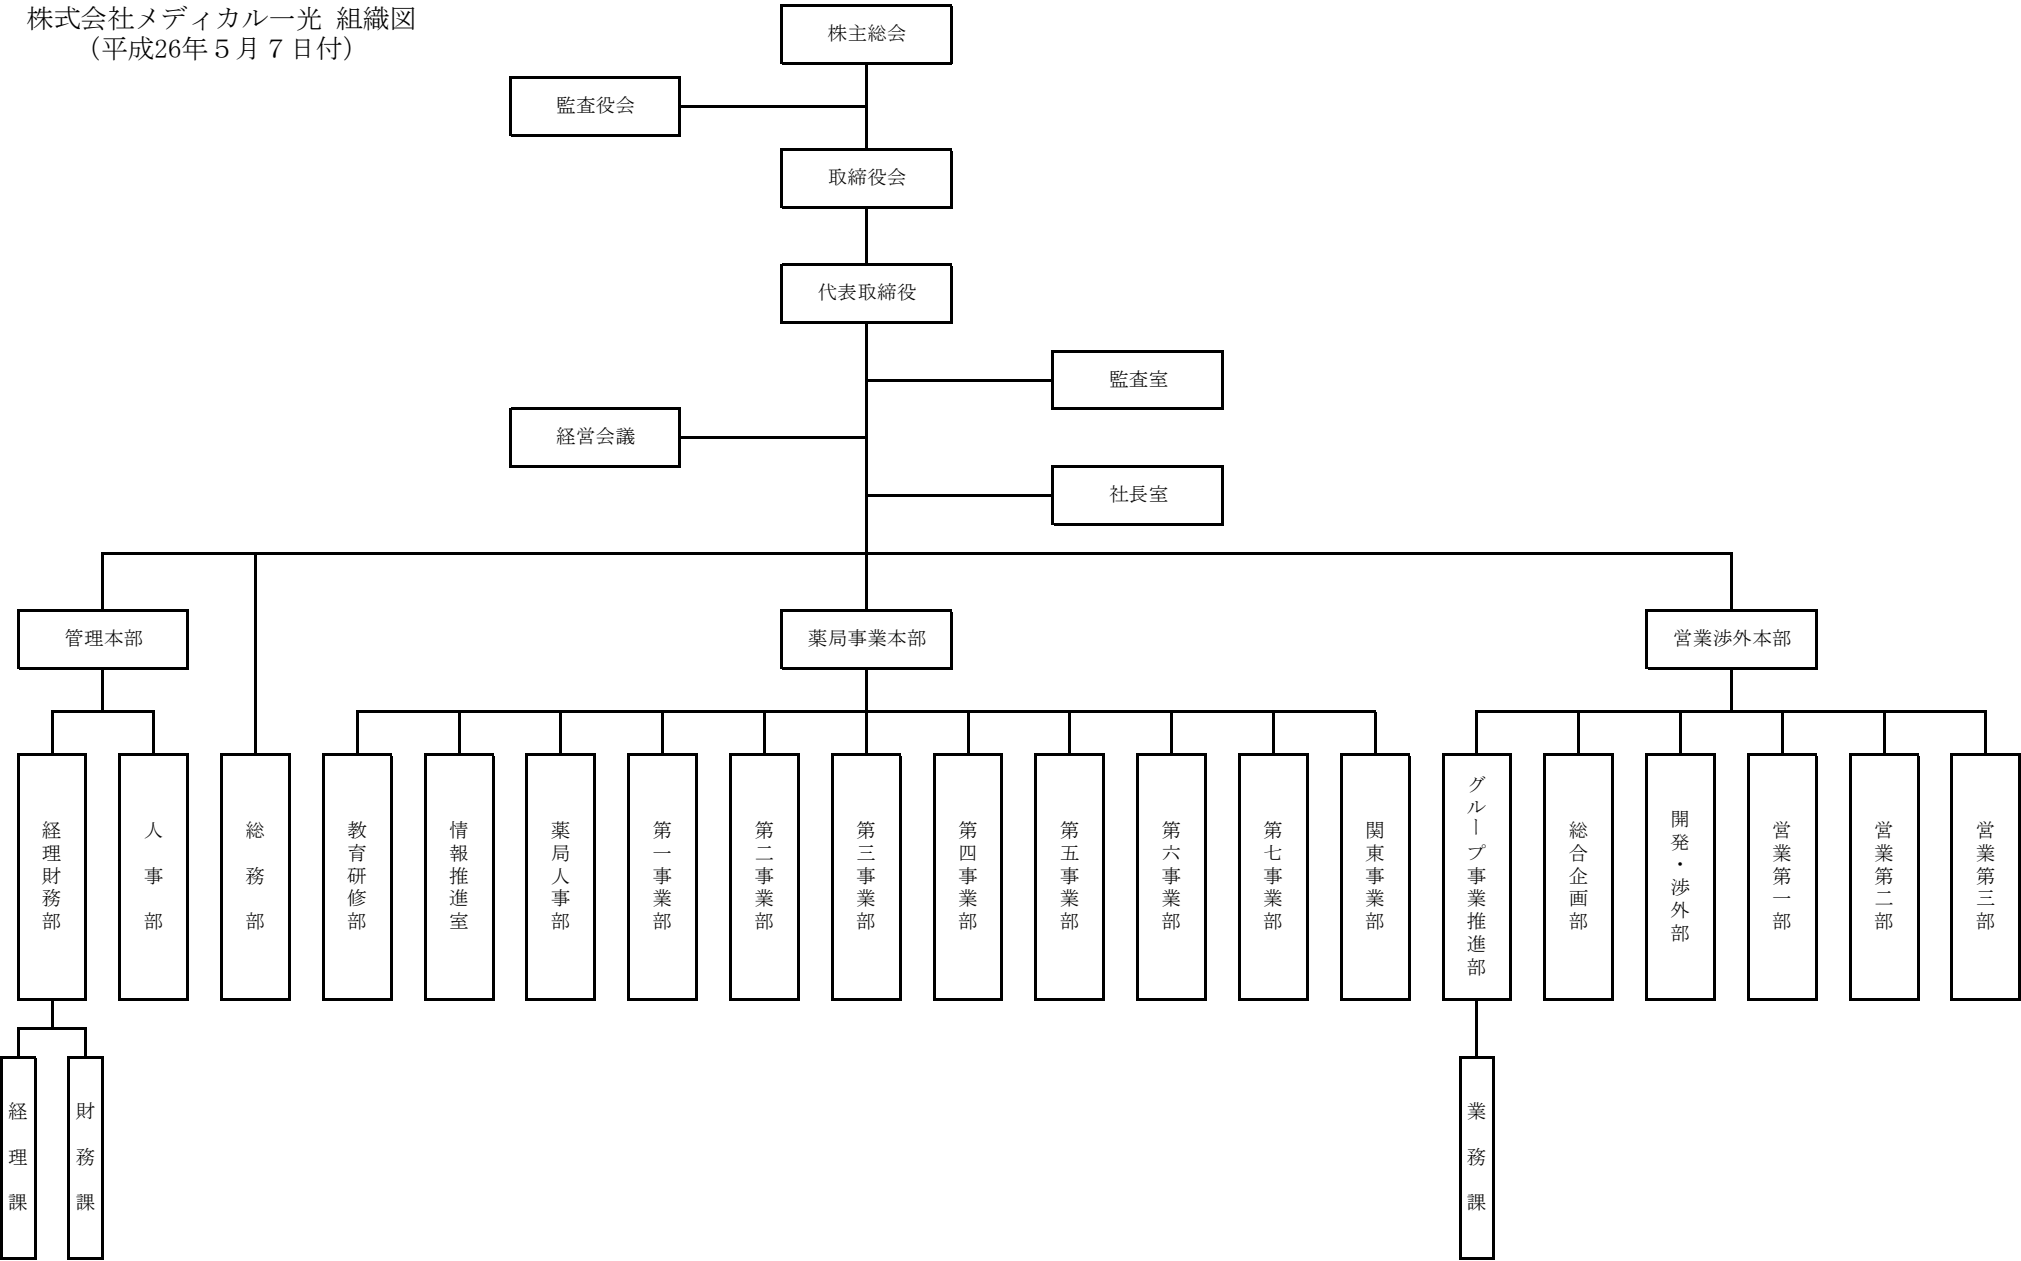 株式会社メディカル一光 組織図
（平成26年５月７日付）
株主総会
監査役会
取締役会
代表取締役
監査室
経営会議
社長室
管理本部
薬局事業本部
営業渉外本部
経理財務部
人事部
総務部
教育研修部
情報推進室
薬局人事部
第一事業部
第二事業部
第三事業部
第四事業部
第五事業部
第六事業部
第七事業部
関東事業部
グループ事業推進部
総合企画部
開発・渉外部
営業第一部
営業第二部
営業第三部
経理課
財務課
業務課